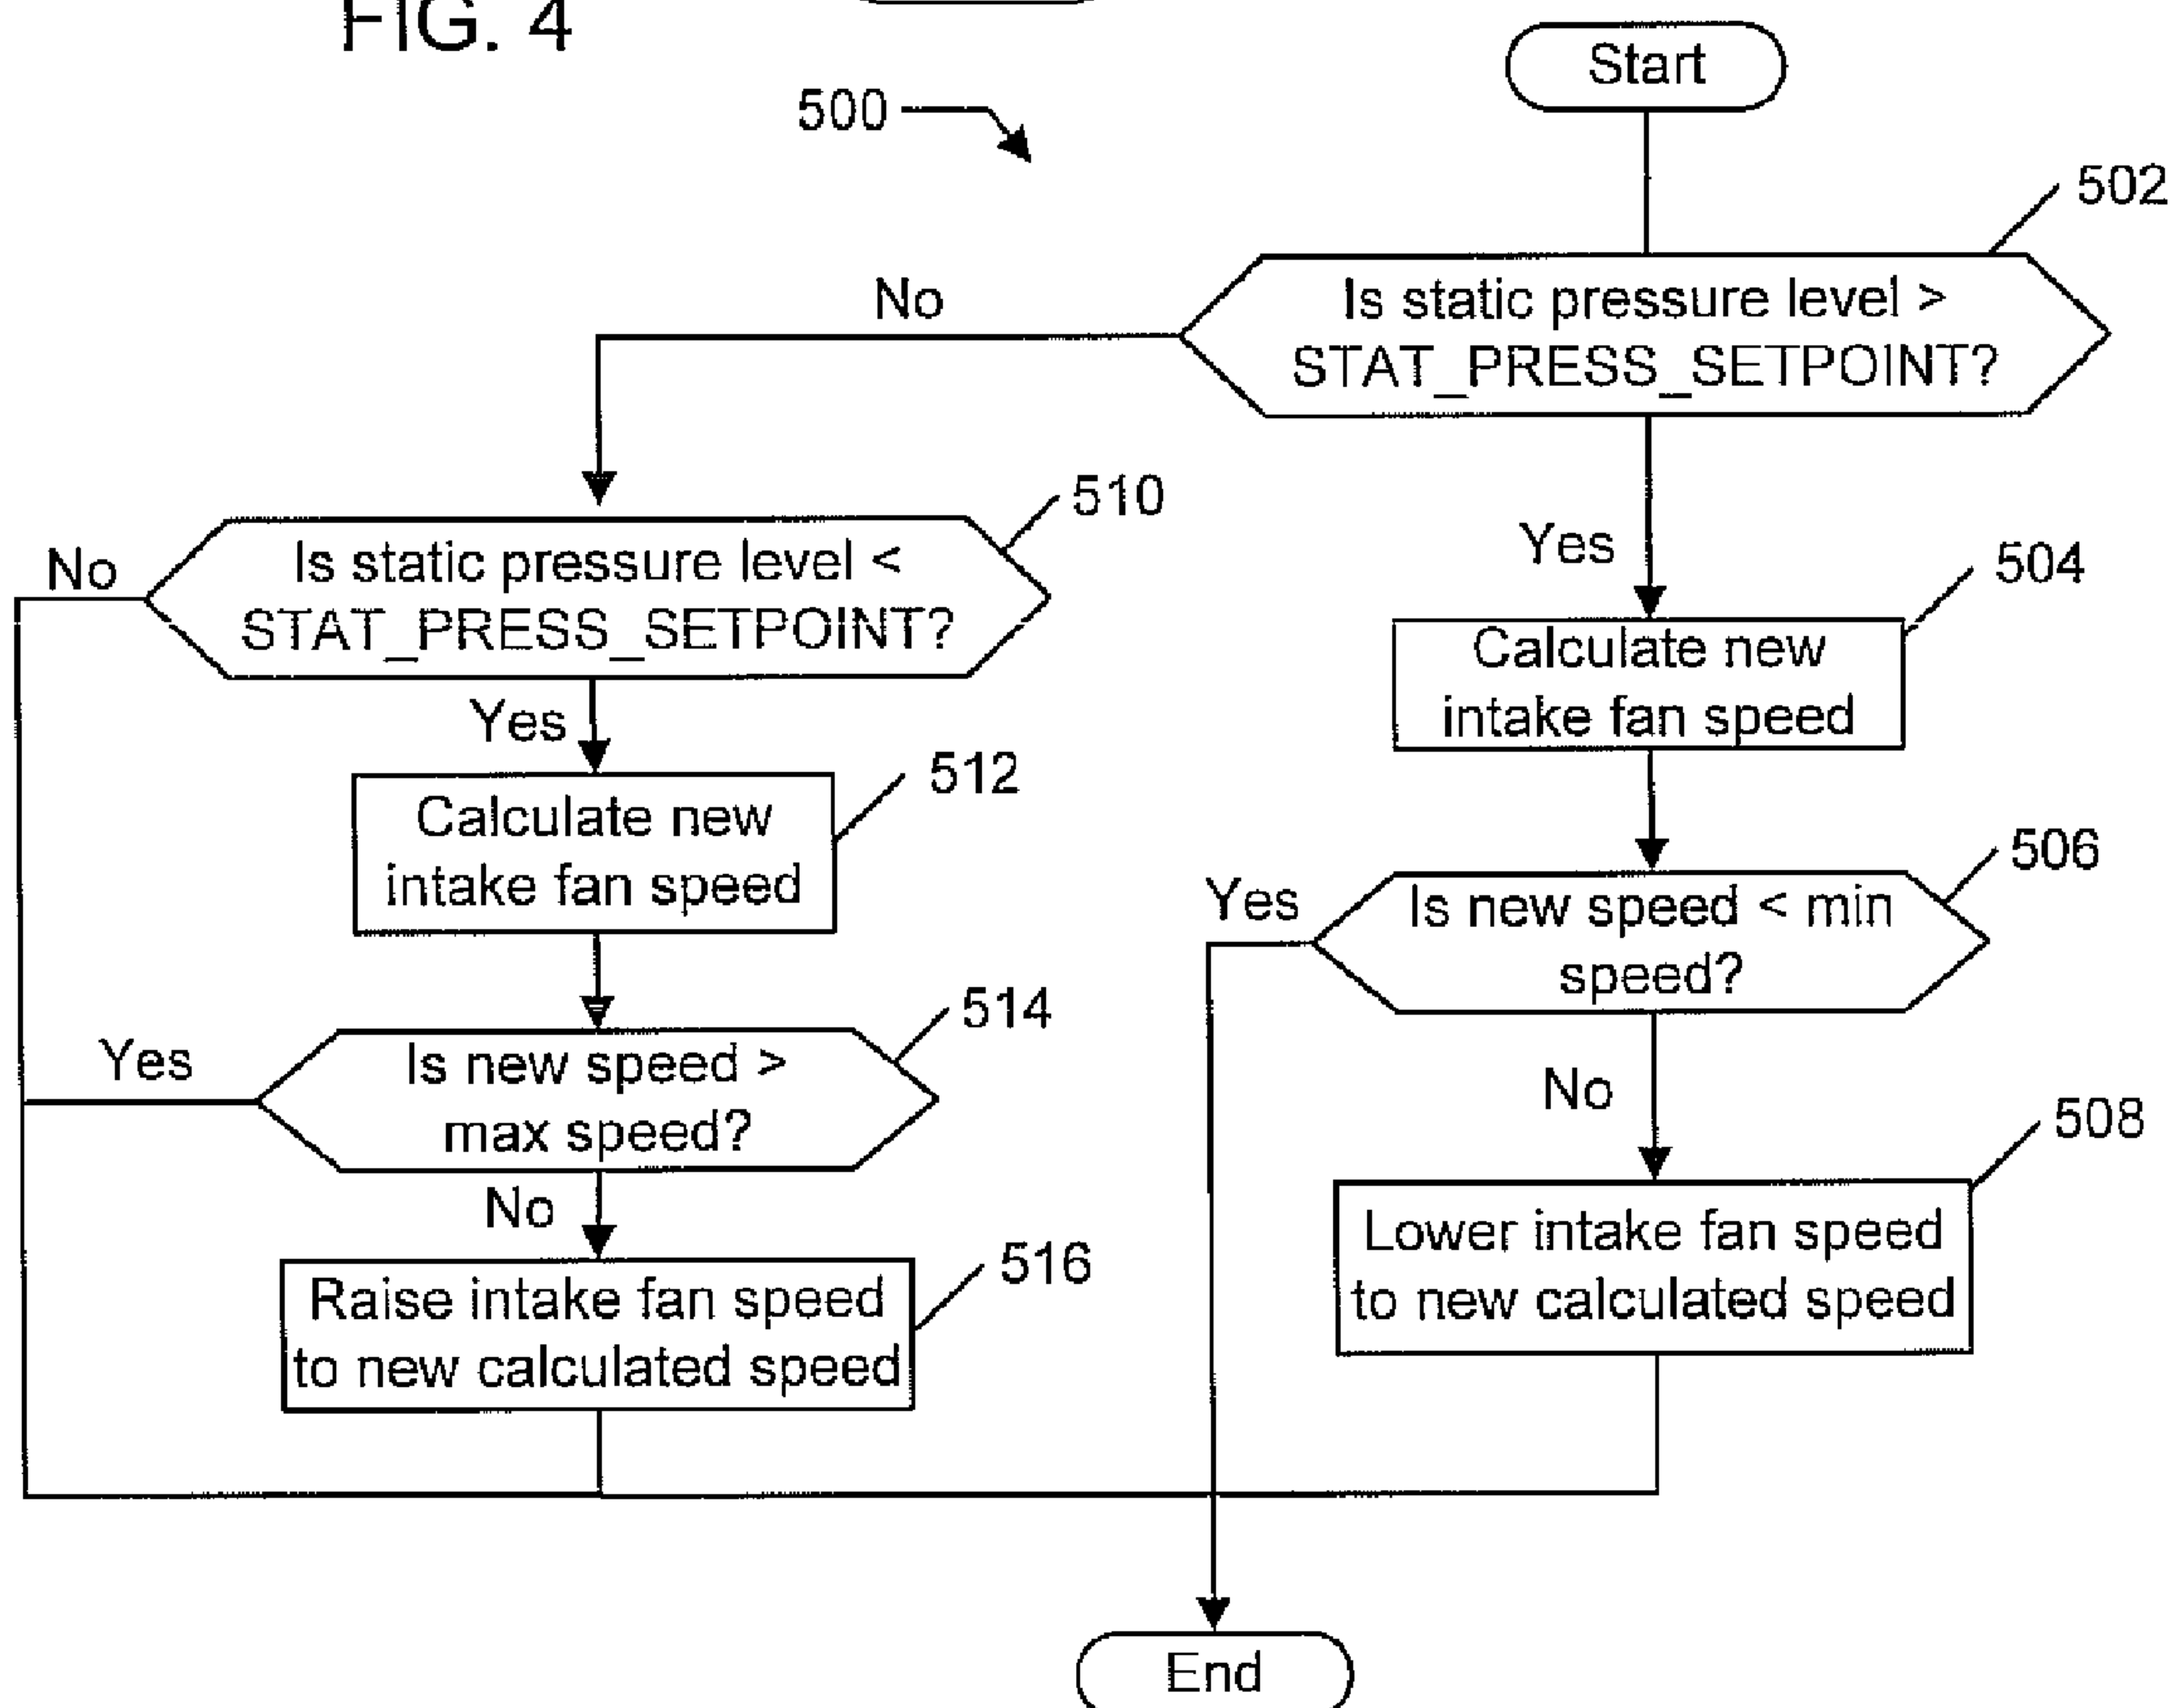 FIG. 4
Start
500
502
Is static pressure level >
STAT_PRESS_SETPOINT?
No
Yes
510
Is static pressure level <
STAT_PRESS_SETPOINT?
No
Yes
504
Calculate new
intake fan speed
512
Calculate new
intake fan speed
506
Is new speed < min
speed?
Yes
No
514
Is new speed >
max speed?
Yes
No
508
Lower intake fan speed
to new calculated speed
516
Raise intake fan speed
to new calculated speed
End